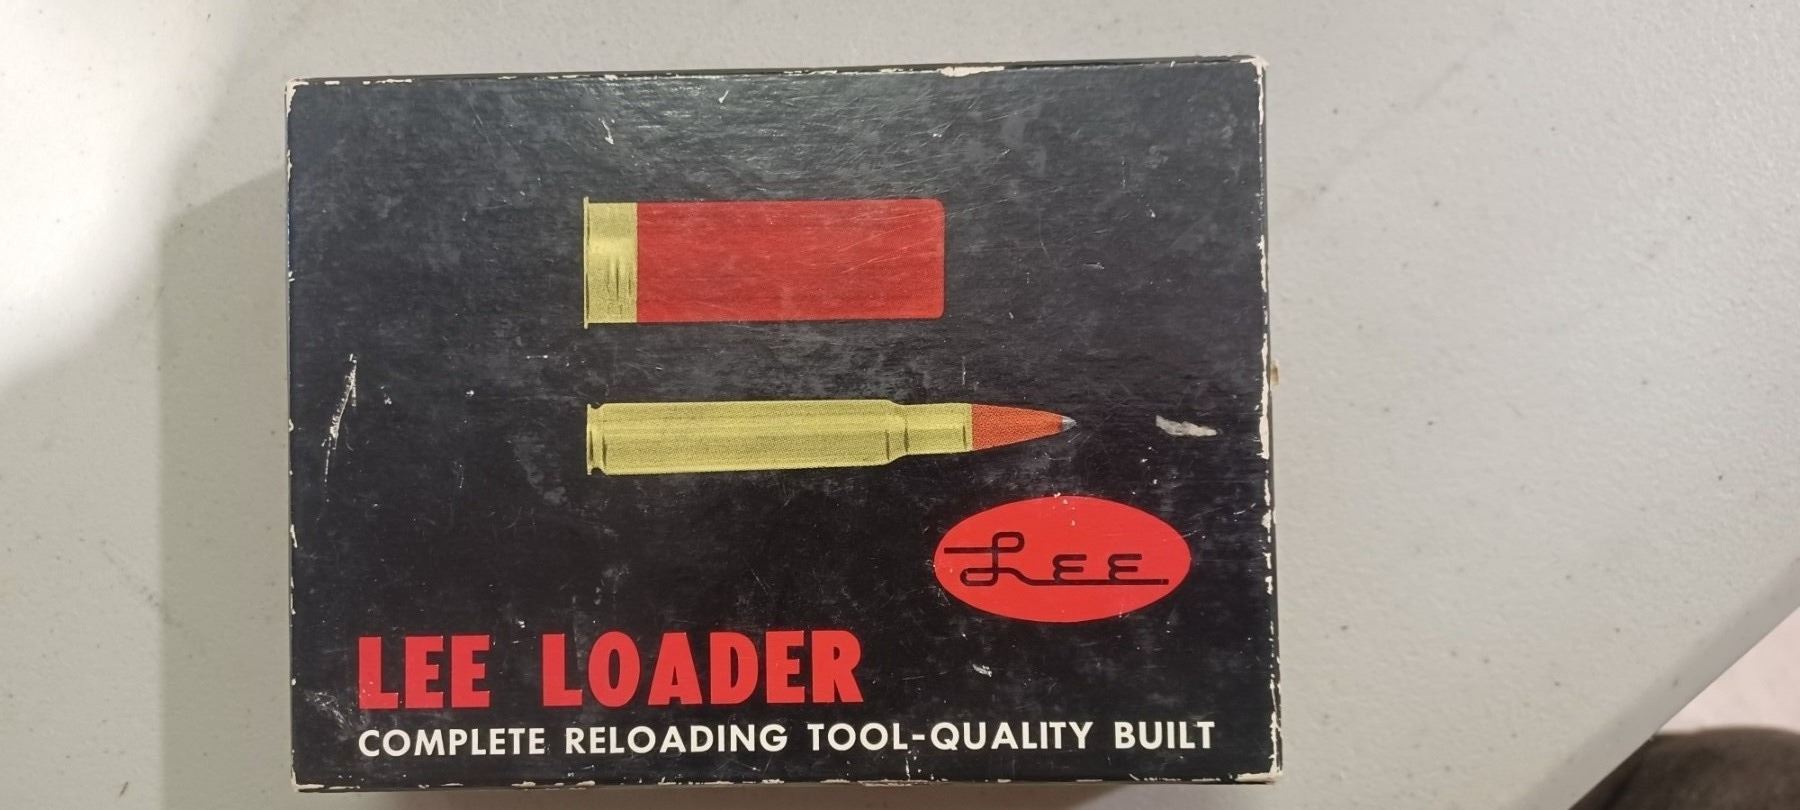 Lee
LEE LOADER
COMPLETE RELOADING TOOL-QUALITY BUILT